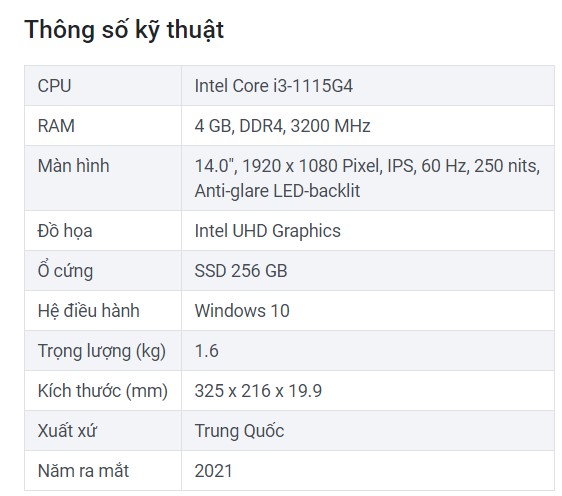 Thông số kỹ thuật
CPU Intel Core i3-1115G4
RAM 4 GB, DDR4, 3200 MHz
Màn hình 14.0", 1920 x 1080 Pixel, IPS, 60 Hz, 250 nits,
Anti-glare LED-backlit
Đồ họa Intel UHD Graphics
Ổ cứng SSD 256 GB
Hệ điều hành Windows 10
Trọng lượng (kg) 1.6
Kích thước (mm) 325 x 216 x 19.9
Xuất xứ Trung Quốc
Năm ra mắt 2021